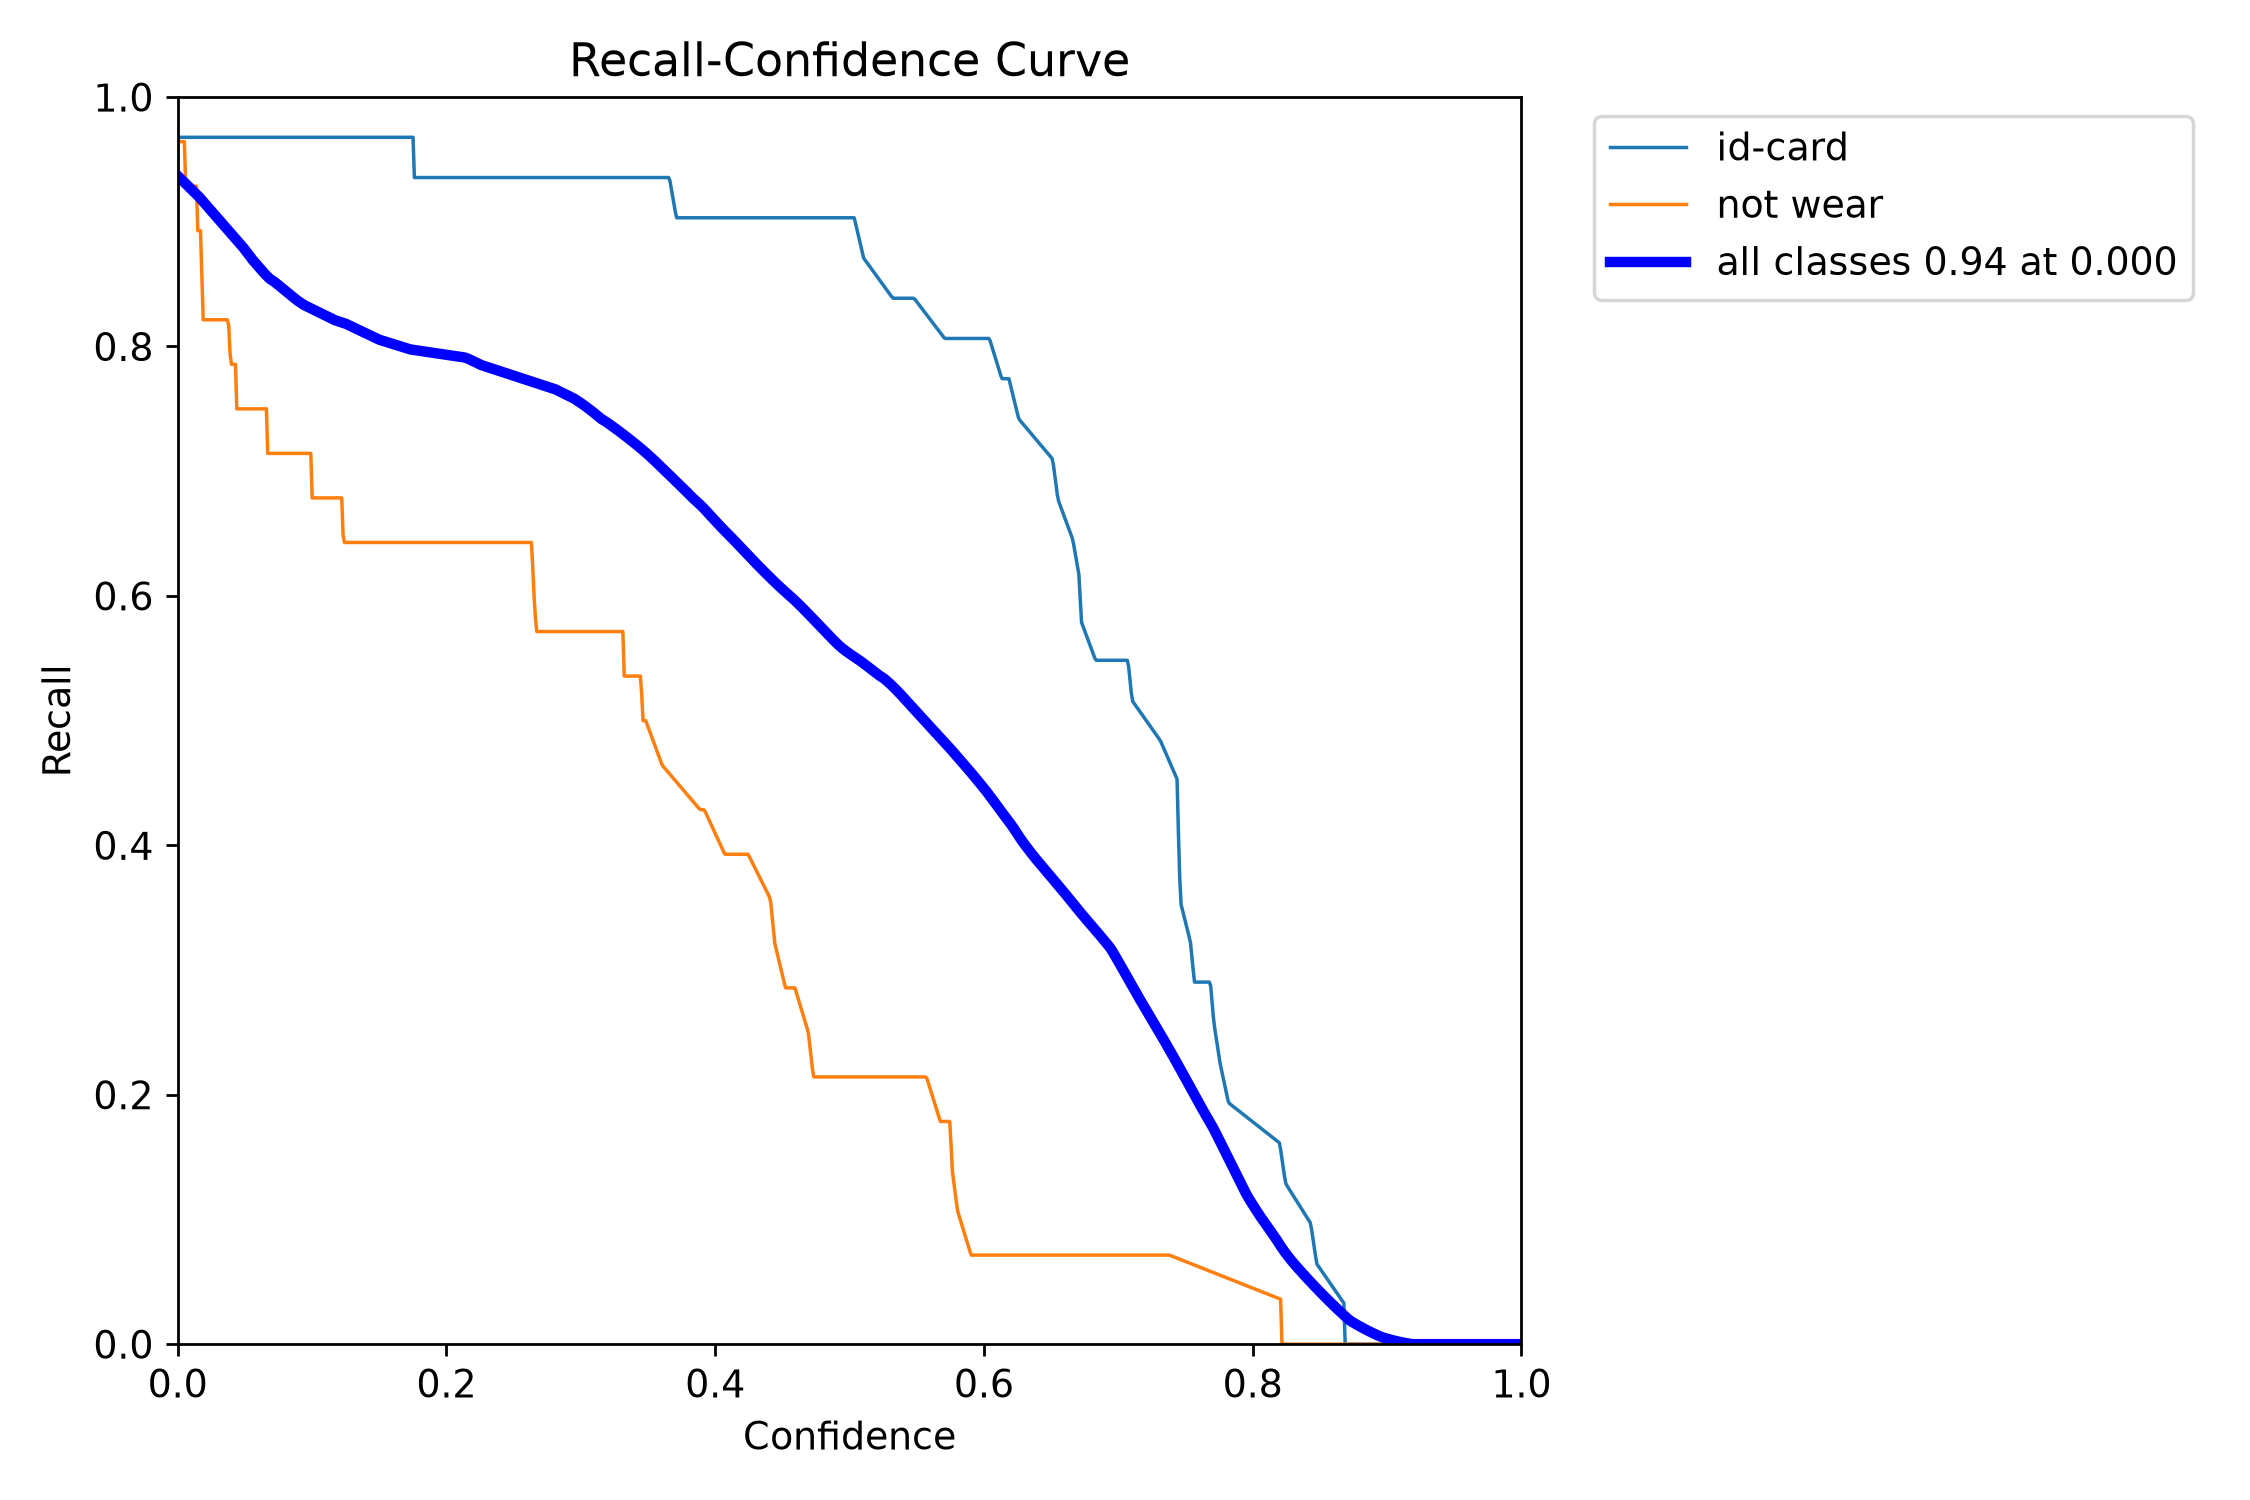 Recall-Confidence Curve
1.0
0.8
0.6
0.4
0.2
0.0
Recall
0.0 0.2 0.4 0.6 0.8 1.0
Confidence
id-card
not wear
all classes 0.94 at 0.000